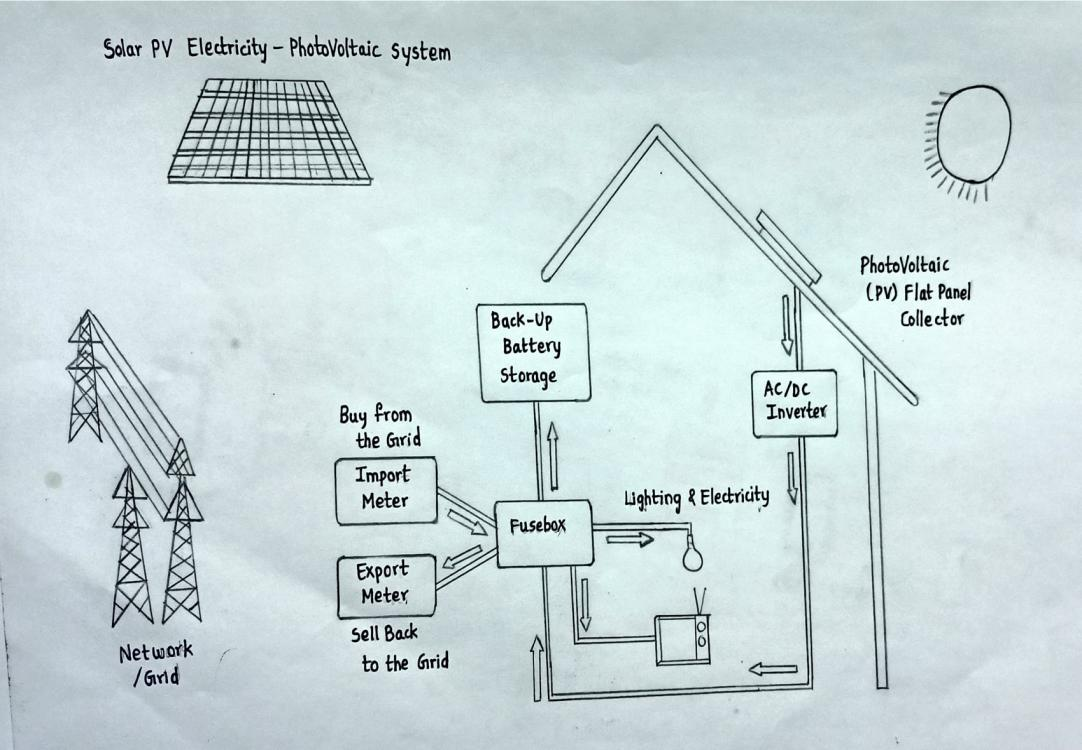 Solar PV Electricity - PhotoVoltaic System
PhotoVoltaic
(PV) Flat Panel
Collector
Back-Up
Battery
Storage
AC/DC
Inverter
Buy from
the Grid
Import
Meter
Lighting & Electricity
Fusebox
Export
Meter
Sell Back
to the Grid
Network
/Grid